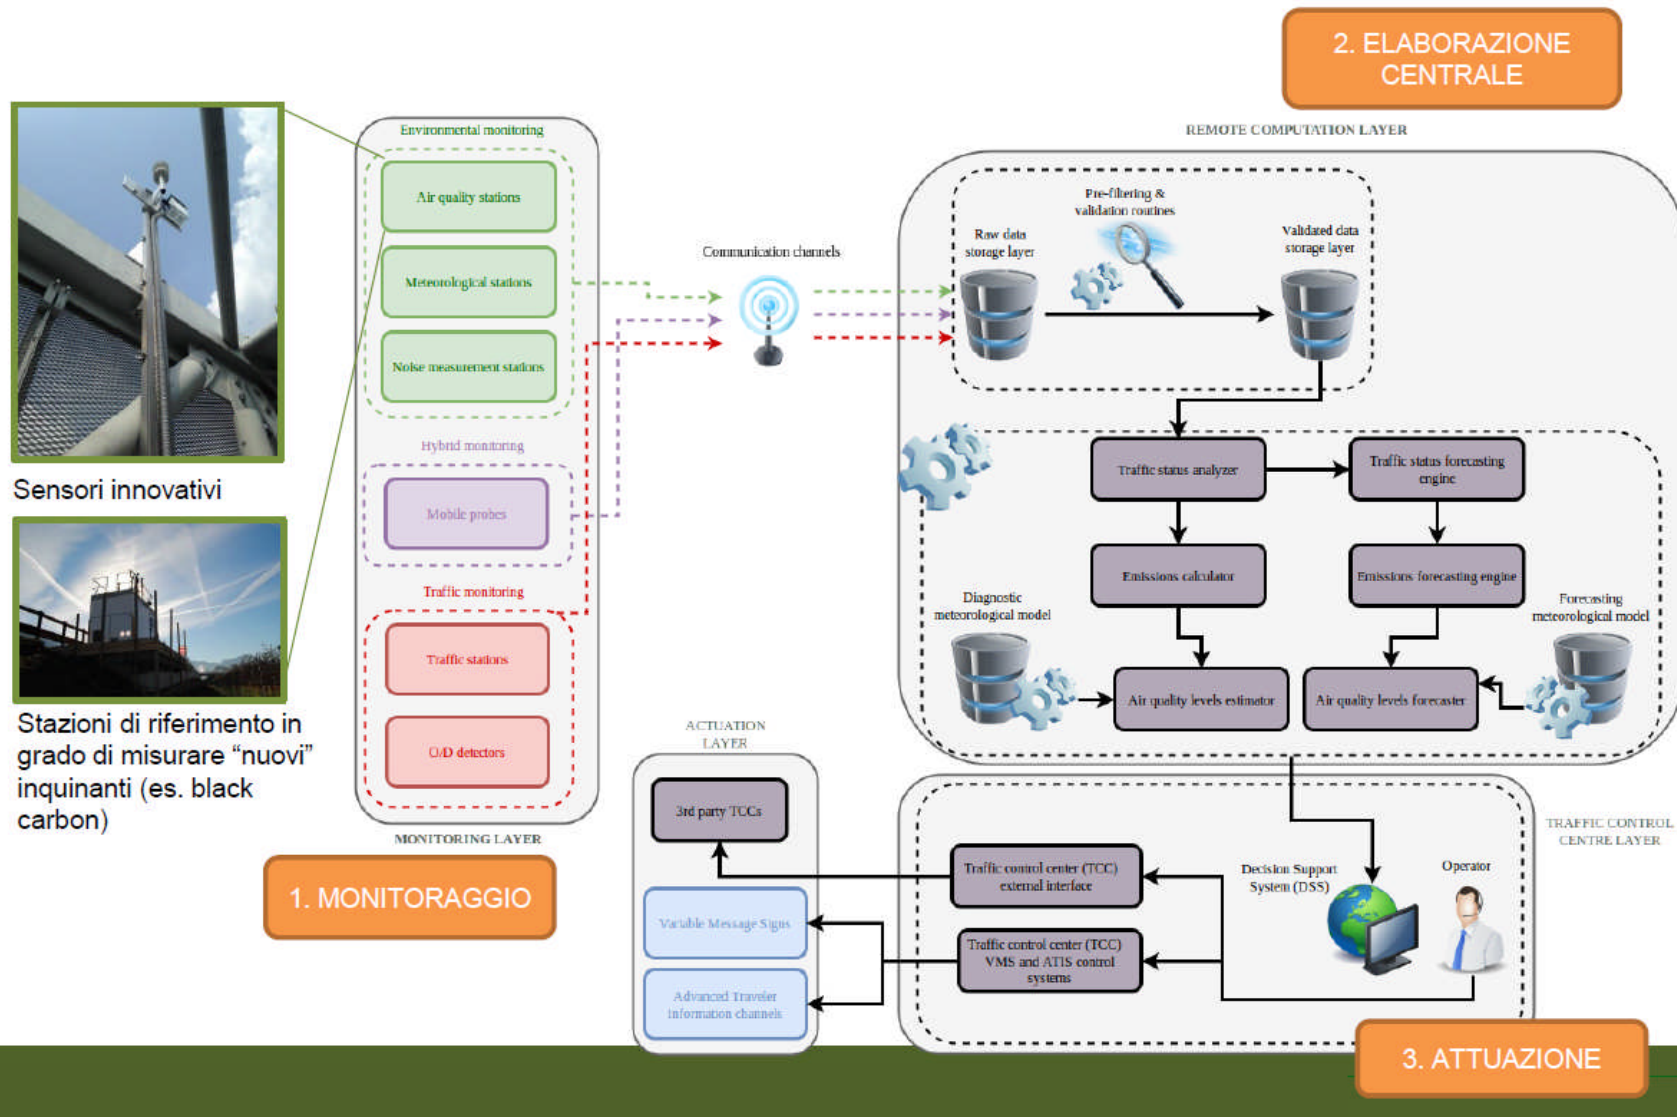 2. ELABORAZIONE
CENTRALE
REMOTE COMPUTATION LAYER
Environmental monitoring
Air quality stations
Meteorological stations
Noise measurement stations
Hybrid monitoring
Mobile probes
Traffic monitoring
Traffic stations
O/D detectors
MONITORING LAYER
1. MONITORAGGIO
Sensori innovativi
Stazioni di riferimento in
grado di misurare “nuovi”
inquinanti (es. black
carbon)
Communication channels
Raw data
storage layer
Pre-filtering &
validation routines
Validated data
storage layer
Traffic status analyzer
Traffic status forecasting
engine
Emissions calculator
Emissions forecasting engine
Diagnostic
meteorological model
Forecasting
meteorological model
Air quality levels estimator
Air quality levels forecaster
ACTUATION
LAYER
3rd party TCCs
Variable Message Signs
Advanced Traveler
information channels
Traffic control center (TCC)
external interface
Traffic control center (TCC)
VMS and ATIS control
systems
Decision Support
System (DSS)
Operator
TRAFFIC CONTROL
CENTRE LAYER
3. ATTUAZIONE